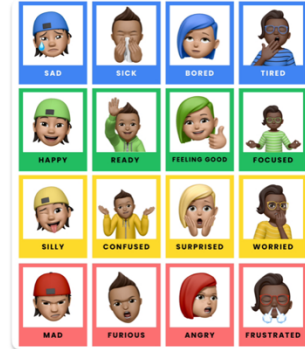 SAD
SICK
BORED
TIRED
HAPPY
READY
FEELING GOOD
FOCUSED
SILLY
CONFUSED
SURPRISED
WORRIED
MAD
FURIOUS
ANGRY
FRUSTRATED